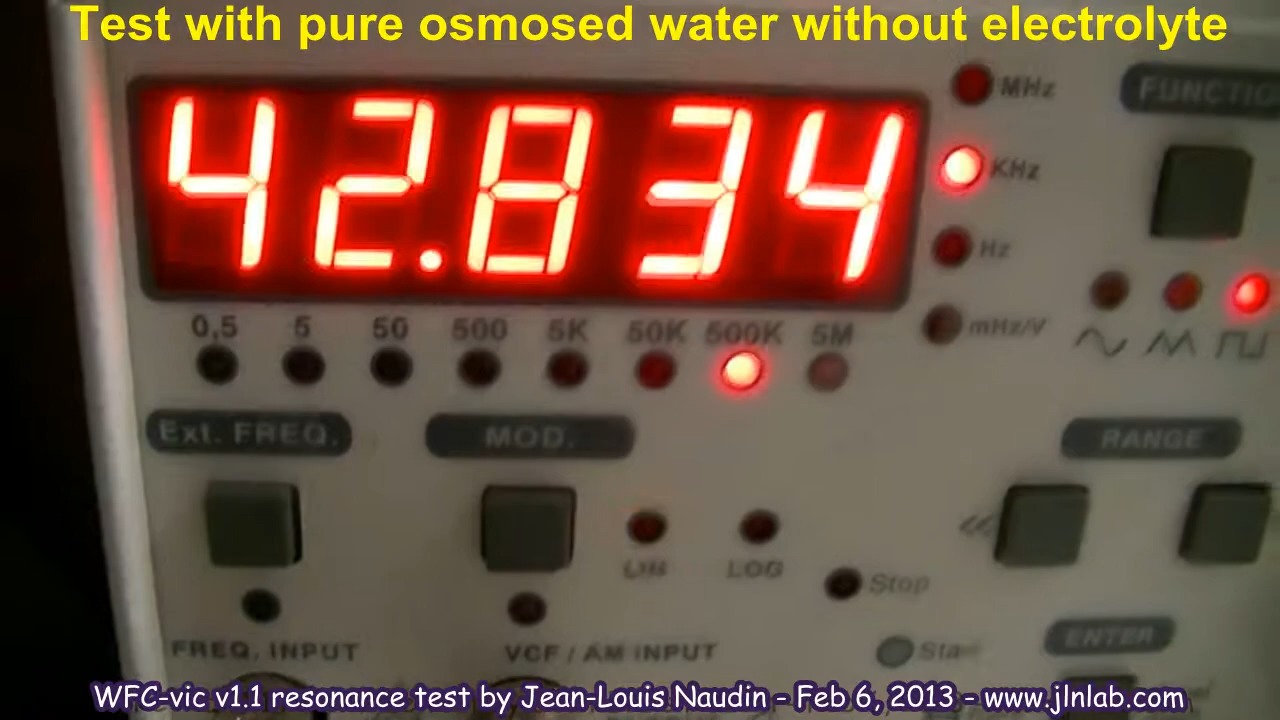 Test with pure osmosed water without electrolyte
42.834
MHz
KHz
Hz
mHz/V
FUNCTIO
0,5 5 50 500 5K 50K 500K 5M
Ext. FREQ.
MOD.
RANGE
LIN
LOG
Stop
ENTER
FREQ. INPUT
VCF / AM INPUT
WFC-vic v1.1 resonance test by Jean-Louis Naudin - Feb 6, 2013 - www.jlnlab.com